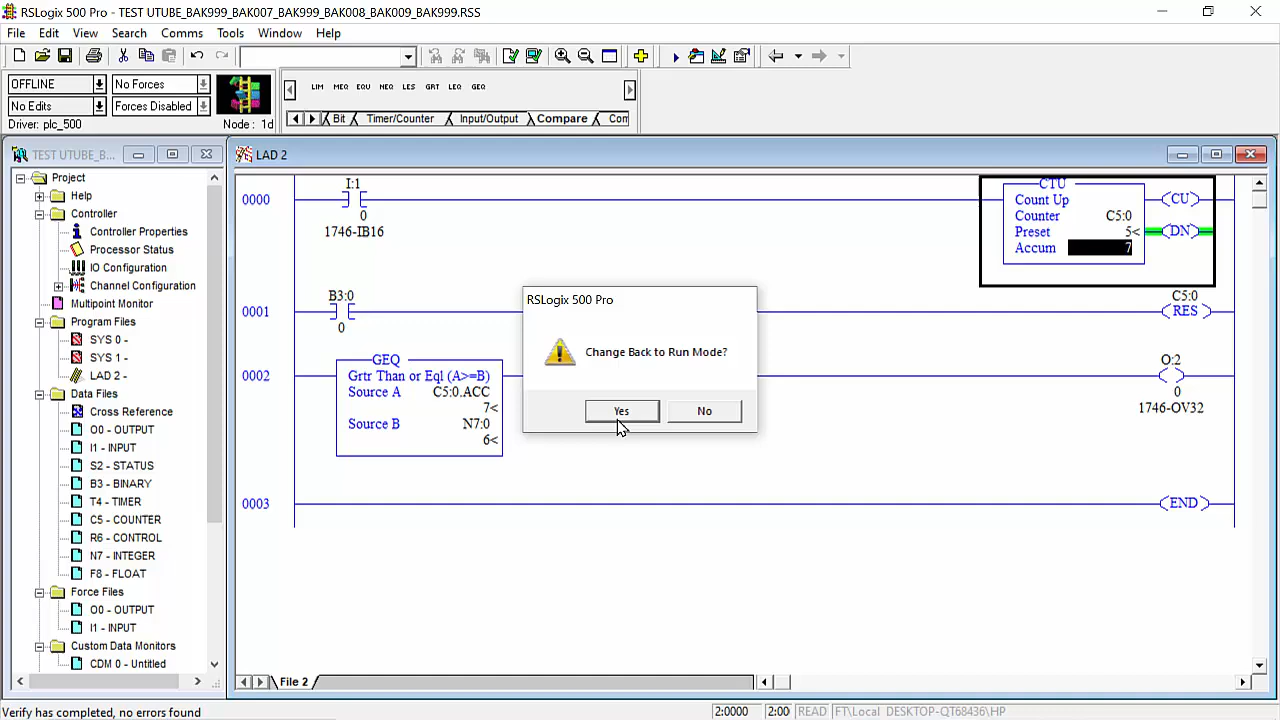 RSLogix 500 Pro - TEST UTUBE_BAK999_BAK007_BAK999_BAK008_BAK009_BAK999.RSS
File Edit View Search Comms Tools Window Help
OFFLINE No Forces
No Edits Forces Disabled
Driver: plc_500 Node : 1d
LIM MEQ EQU NEQ LES GRT LEQ GEQ
Bit Timer/Counter Input/Output Compare Com
TEST UTUBE_B...
Project
Help
Controller
Controller Properties
Processor Status
IO Configuration
Channel Configuration
Multipoint Monitor
Program Files
SYS 0 -
SYS 1 -
LAD 2 -
Data Files
Cross Reference
O0 - OUTPUT
I1 - INPUT
S2 - STATUS
B3 - BINARY
T4 - TIMER
C5 - COUNTER
R6 - CONTROL
N7 - INTEGER
F8 - FLOAT
Force Files
O0 - OUTPUT
I1 - INPUT
Custom Data Monitors
CDM 0 - Untitled
LAD 2
0000
I:1
0
1746-IB16
CTU
Count Up
Counter C5:0
Preset 5<
Accum 7
CU
DN
0001
B3:0
0
C5:0
RES
0002
GEQ
Grtr Than or Eql (A>=B)
Source A C5:0.ACC
7<
Source B N7:0
6<
O:2
0
1746-OV32
0003
END
RSLogix 500 Pro
Change Back to Run Mode?
Yes No
File 2
Verify has completed, no errors found
2:0000 2:00 READ FT\Local DESKTOP-QT68436\HP